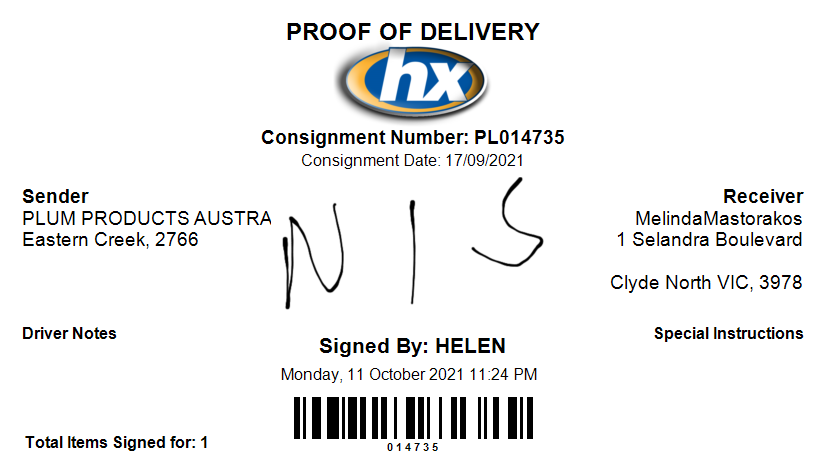 PROOF OF DELIVERY
hx
Consignment Number: PL014735
Consignment Date: 17/09/2021
Sender
PLUM PRODUCTS AUSTRA
Eastern Creek, 2766
NIS
Receiver
MelindaMastorakos
1 Selandra Boulevard
Clyde North VIC, 3978
Driver Notes
Signed By: HELEN
Special Instructions
Monday, 11 October 2021 11:24 PM
014735
Total Items Signed for: 1